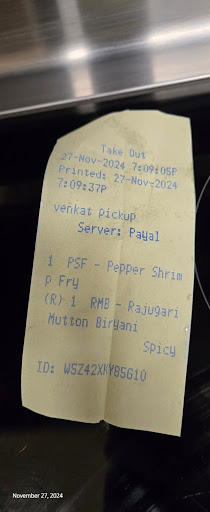 Take Out
27-Nov-2024 7:09:05P
Printed: 27-Nov-2024
7:09:37P
venkat pickup
Server: Payal
1 PSF - Pepper Shrim
p Fry
(R) 1 RMB - Rajugari
Mutton Biryani
Spicy
ID: WSZ42XKY85G10
November 27, 2024